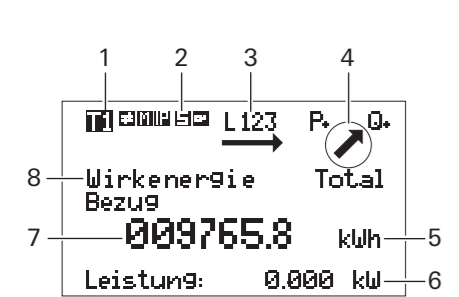 1 2 3 4
T1 M P S L123 P+ Q+
8 Wirkenergie Total
Bezug
7 009765.8 kWh 5
Leistung: 0.000 kW 6